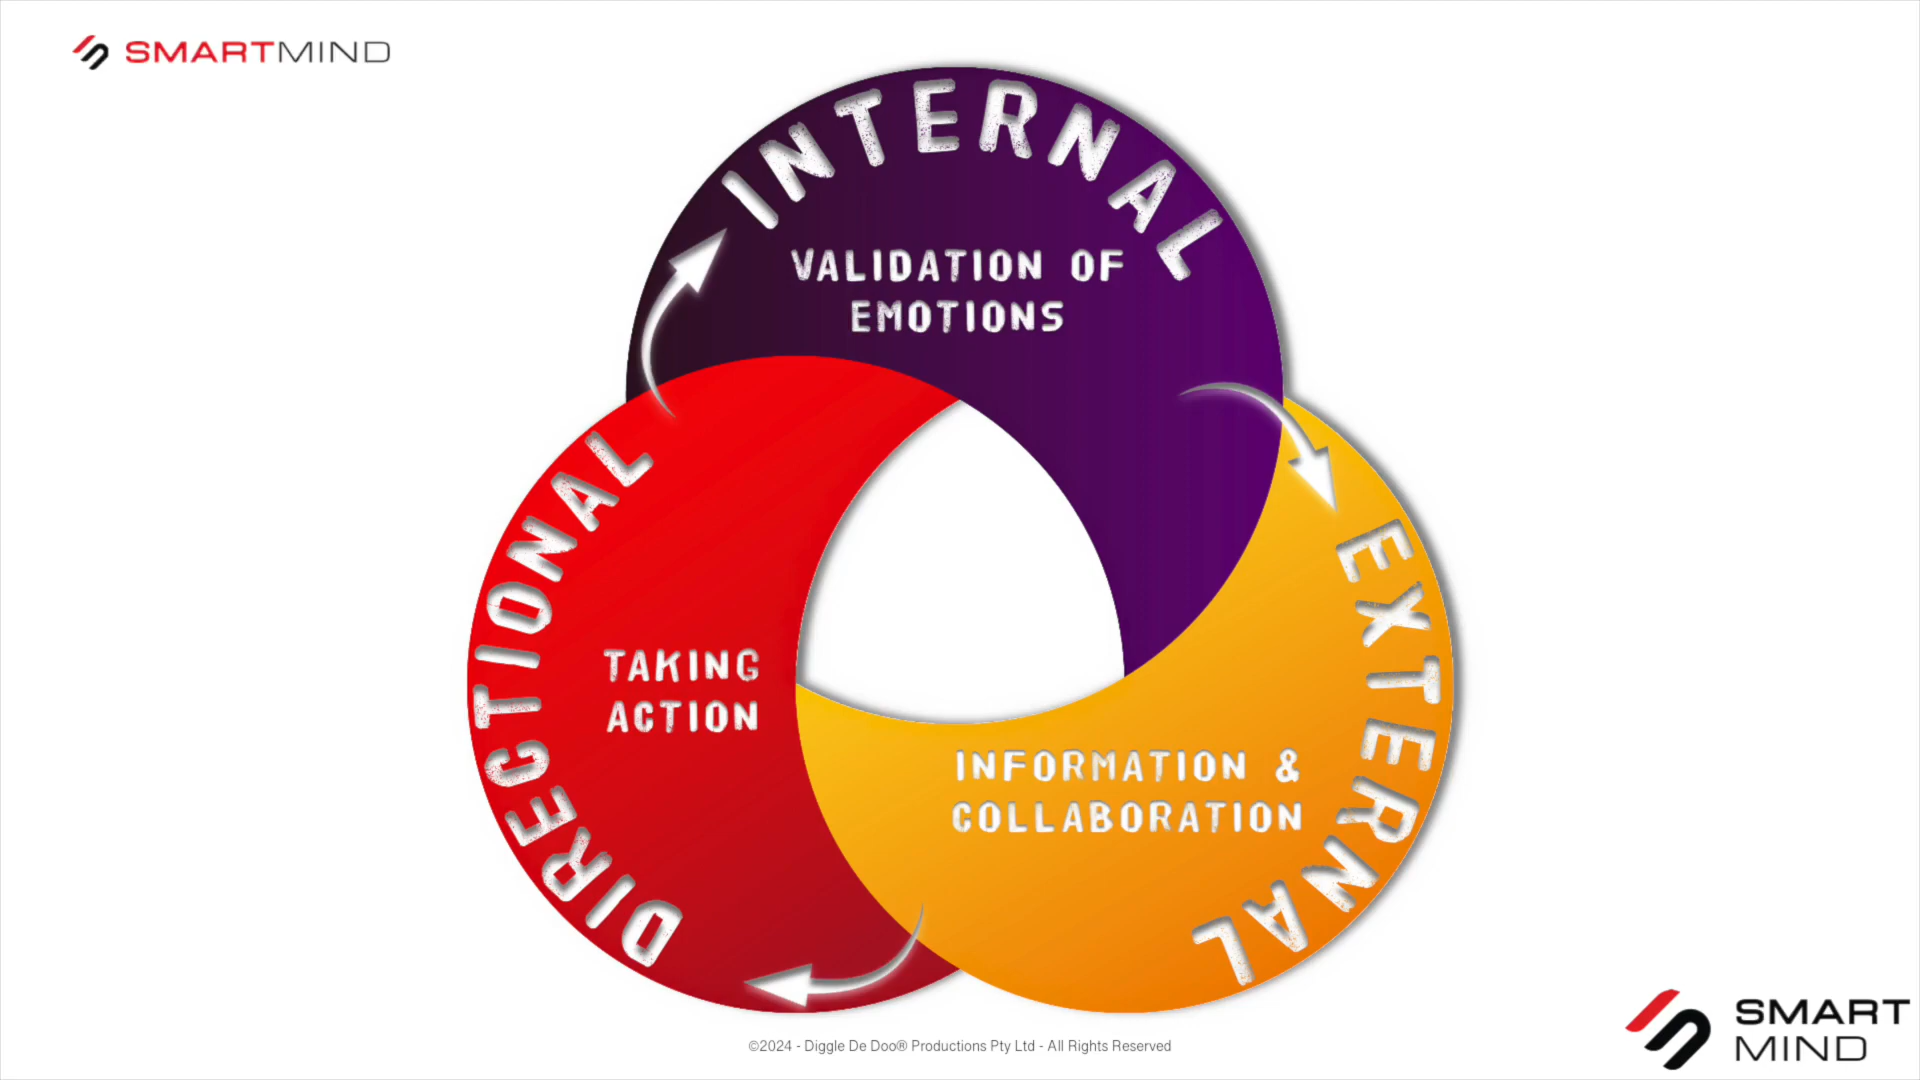 SMARTMIND
INTERNAL
VALIDATION OF
EMOTIONS
DIRECTIONAL
TAKING
ACTION
EXTERNAL
INFORMATION &
COLLABORATION
©2024 - Diggle De Doo® Productions Pty Ltd - All Rights Reserved
SMART
MIND